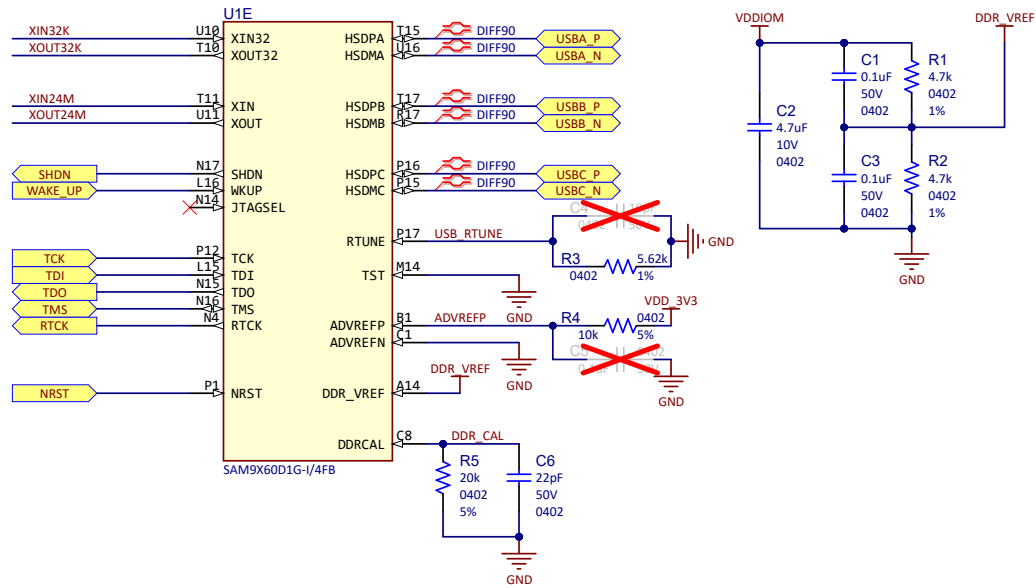 U1E
XIN32K U10 XIN32
XOUT32K T10 XOUT32
XIN24M T11 XIN
XOUT24M U11 XOUT
SHDN N17 SHDN
WAKE_UP L16 WKUP
N14 JTAGSEL
TCK P12 TCK
TDI L15 TDI
TDO N15 TDO
TMS N16 TMS
RTCK N4 RTCK
NRST P1 NRST
HSDPA T15 DIFF90 USBA_P
HSDMA U16 DIFF90 USBA_N
HSDPB T17 DIFF90 USBB_P
HSDMB R17 DIFF90 USBB_N
HSDPC P16 DIFF90 USBC_P
HSDMC P15 DIFF90 USBC_N
RTUNE P17 USB_RTUNE
TST M14
ADVREFP B1 ADVREFP
ADVREFN C1
DDR_VREF A14
DDRCAL C8 DDR_CAL
SAM9X60D1G-I/4FB
C4
GND
R3 5.62k
0402 1%
GND
VDD_3V3
R4 0402
10k 5%
0402
GND
GND
DDR_VREF
R5
20k
0402
5%
C6
22pF
50V
0402
GND
VDDIOM
DDR_VREF
C2
4.7uF
10V
0402
C1
0.1uF
50V
0402
R1
4.7k
0402
1%
C3
0.1uF
50V
0402
R2
4.7k
0402
1%
GND